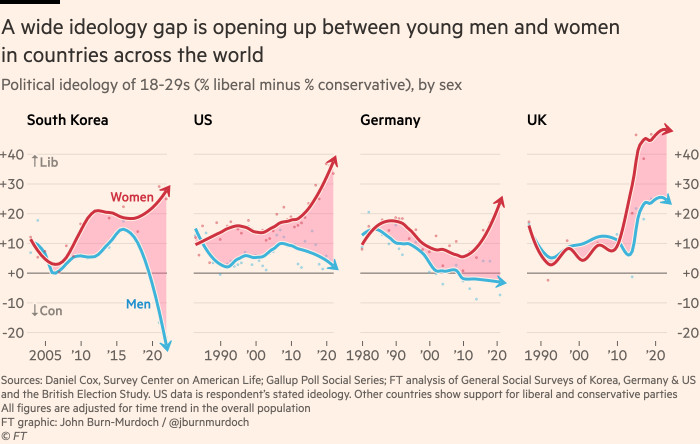 A wide ideology gap is opening up between young men and women
in countries across the world
Political ideology of 18-29s (% liberal minus % conservative), by sex
South Korea
US
Germany
UK
+40
+30
+20
+10
+0
-10
-20
↑Lib
Women
Men
↓Con
+40
+30
+20
+10
+0
-10
-20
2005 '10 '15 '20
1990 '00 '10 '20
1980 '90 '00 '10 '20
1990 '00 '10 '20
Sources: Daniel Cox, Survey Center on American Life; Gallup Poll Social Series; FT analysis of General Social Surveys of Korea, Germany & US
and the British Election Study. US data is respondent's stated ideology. Other countries show support for liberal and conservative parties
All figures are adjusted for time trend in the overall population
FT graphic: John Burn-Murdoch / @jburnmurdoch
© FT